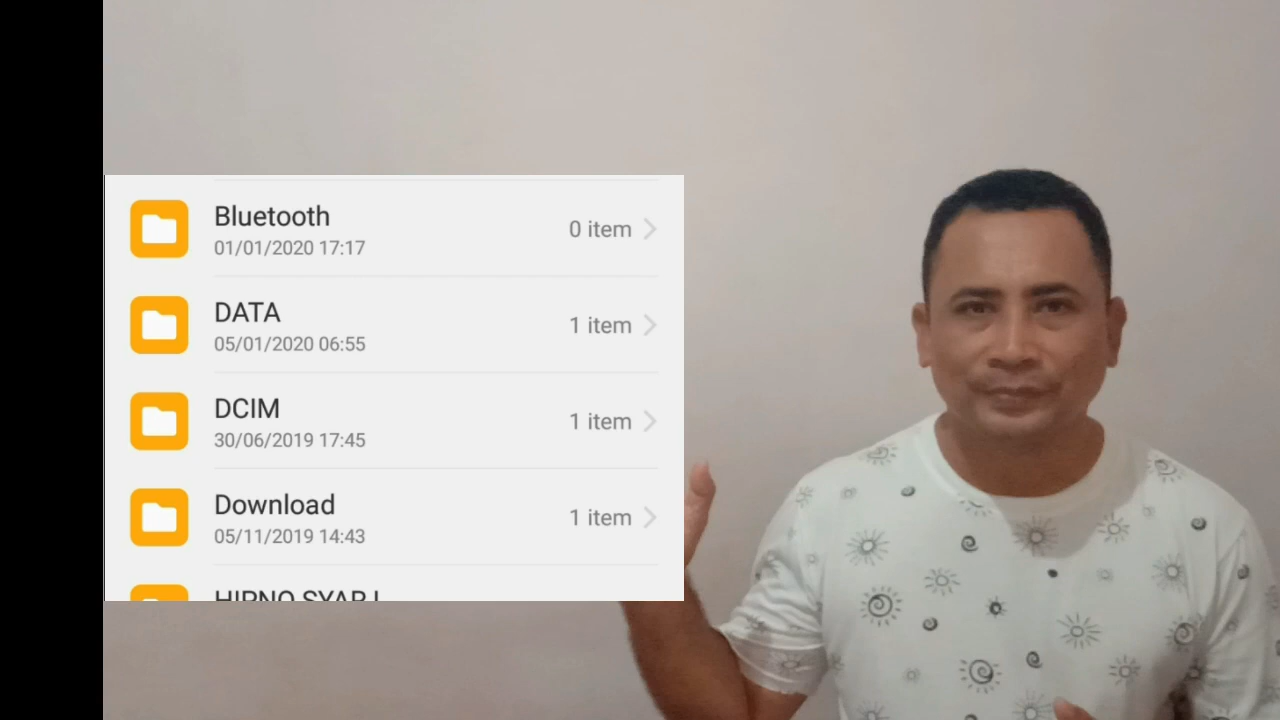 Bluetooth
01/01/2020 17:17
0 item
DATA
05/01/2020 06:55
1 item
DCIM
30/06/2019 17:45
1 item
Download
05/11/2019 14:43
1 item